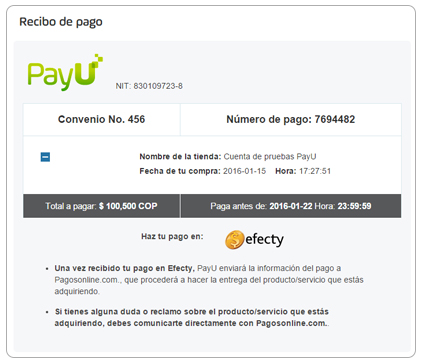 Recibo de pago
PayU NIT: 830109723-8
Convenio No. 456 Número de pago: 7694482
Nombre de la tienda: Cuenta de pruebas PayU
Fecha de tu compra: 2016-01-15 Hora: 17:27:51
Total a pagar: $ 100,500 COP Paga antes de: 2016-01-22 Hora: 23:59:59
Haz tu pago en: $ efecty
• Una vez recibido tu pago en Efecty, PayU enviará la información del pago a
Pagosonline.com., que procederá a hacer la entrega del producto/servicio que estás
adquiriendo.
• Si tienes alguna duda o reclamo sobre el producto/servicio que estás
adquiriendo, debes comunicarte directamente con Pagosonline.com..